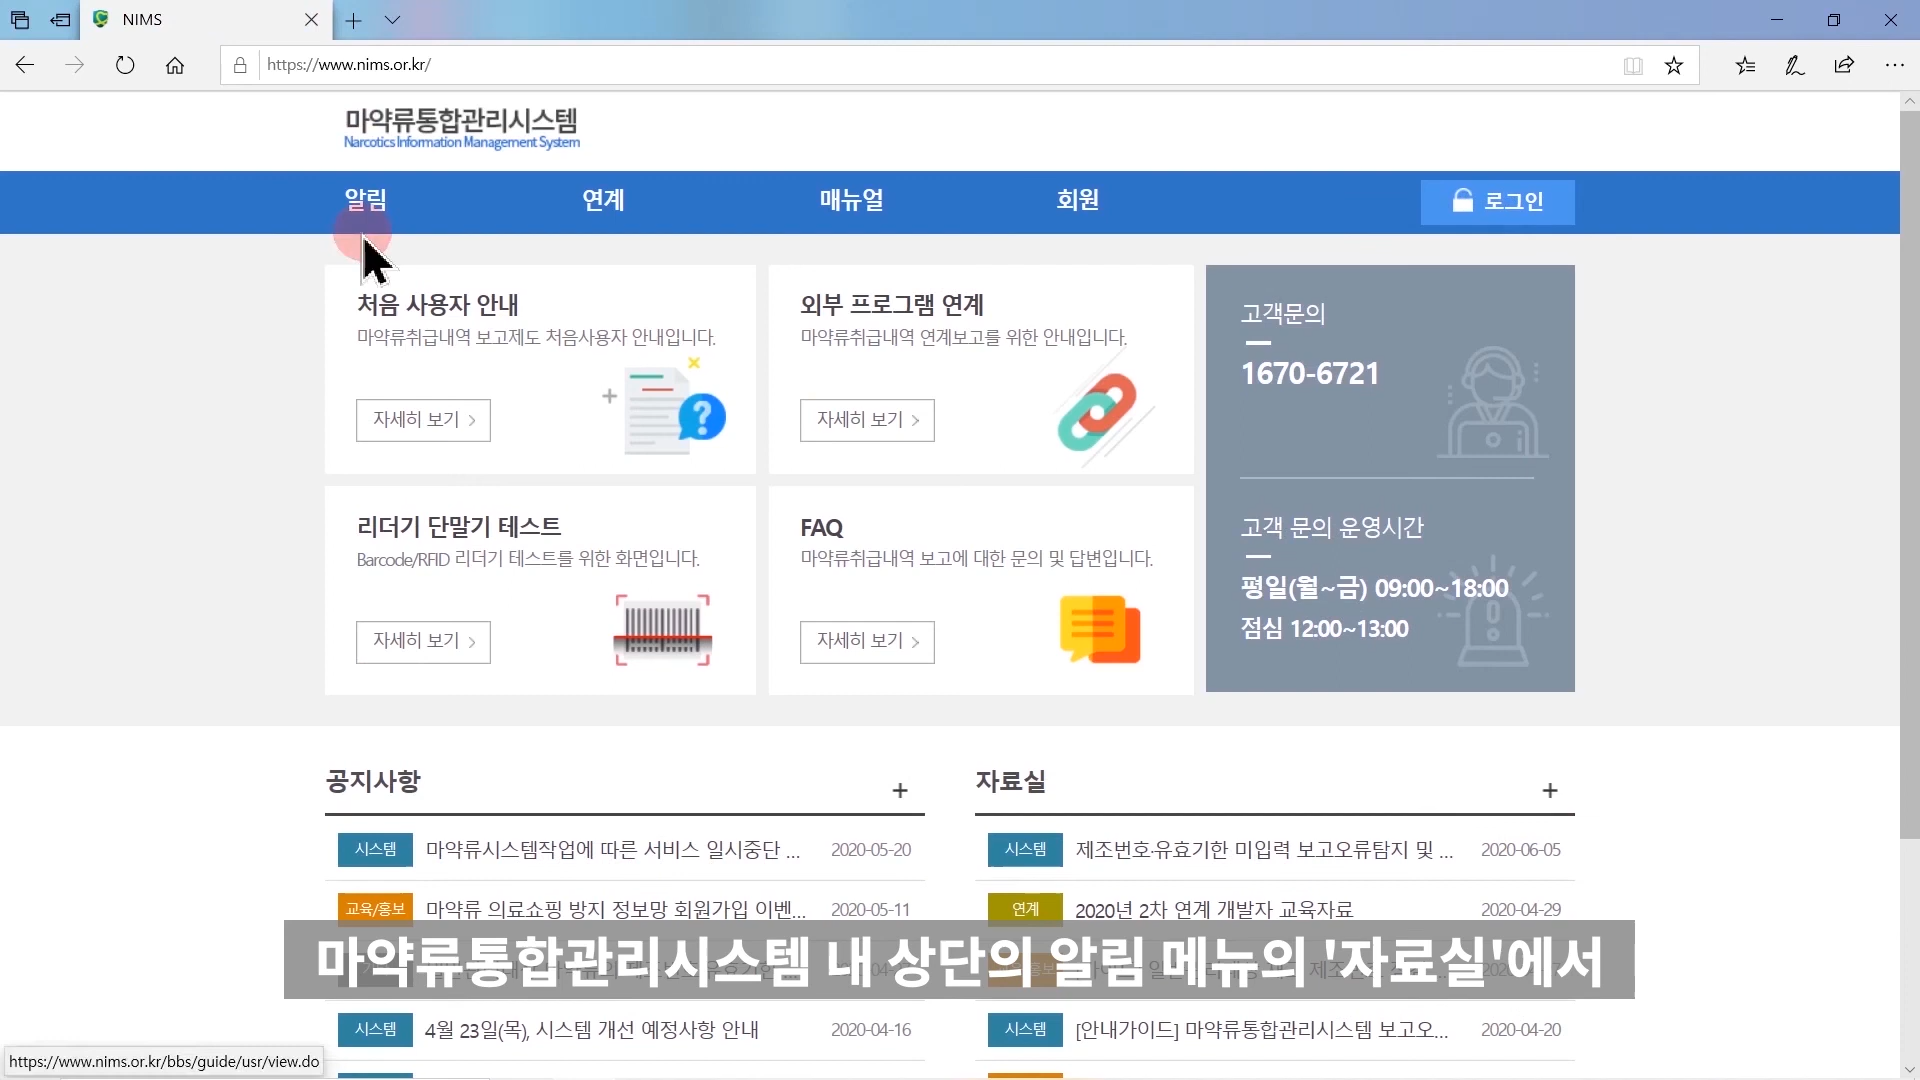 NIMS
https://www.nims.or.kr/
마약류통합관리시스템
Narcotics Information Management System
알림
연계
매뉴얼
회원
로그인
처음 사용자 안내
마약류취급내역 보고제도 처음사용자 안내입니다.
자세히 보기
외부 프로그램 연계
마약류취급내역 연계보고를 위한 안내입니다.
자세히 보기
고객문의
1670-6721
리더기 단말기 테스트
Barcode/RFID 리더기 테스트를 위한 화면입니다.
자세히 보기
FAQ
마약류취급내역 보고에 대한 문의 및 답변입니다.
자세히 보기
고객 문의 운영시간
평일(월~금) 09:00~18:00
점심 12:00~13:00
공지사항
시스템 마약류시스템작업에 따른 서비스 일시중단 ... 2020-05-20
교육/홍보 마약류 의료쇼핑 방지 정보망 회원가입 이벤... 2020-05-11
시스템 4월 23일(목), 시스템 개선 예정사항 안내 2020-04-16
자료실
시스템 제조번호·유효기한 미입력 보고오류탐지 및 ... 2020-06-05
연계 2020년 2차 연계 개발자 교육자료 2020-04-29
시스템 [안내가이드] 마약류통합관리시스템 보고오... 2020-04-20
마약류통합관리시스템 내 상단의 알림 메뉴의 '자료실'에서
https://www.nims.or.kr/bbs/guide/usr/view.do